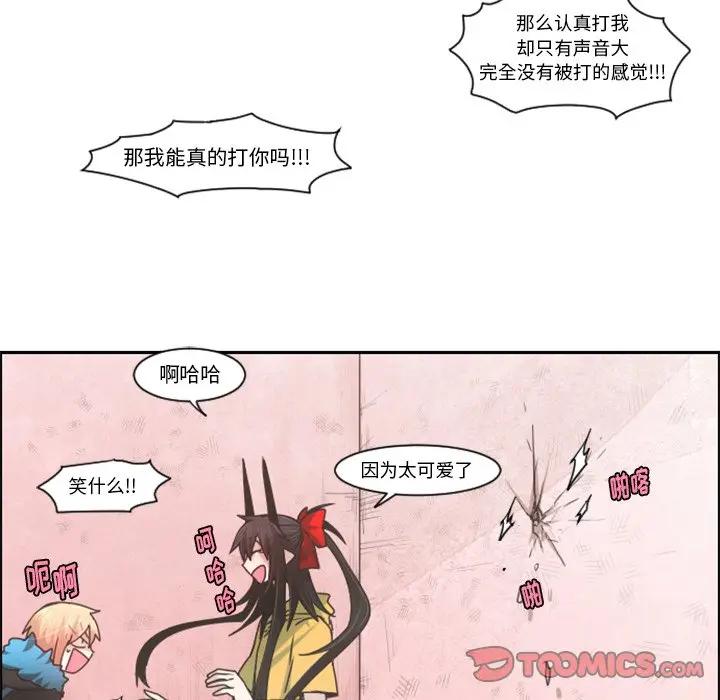 那么认真打我
却只有声音大
完全没有被打的感觉!!!
那我能真的打你吗!!!
啊哈哈
因为太可爱了
笑什么!!
啪喀
呵哈哈
呃啊
啪
TOOMICS.COM